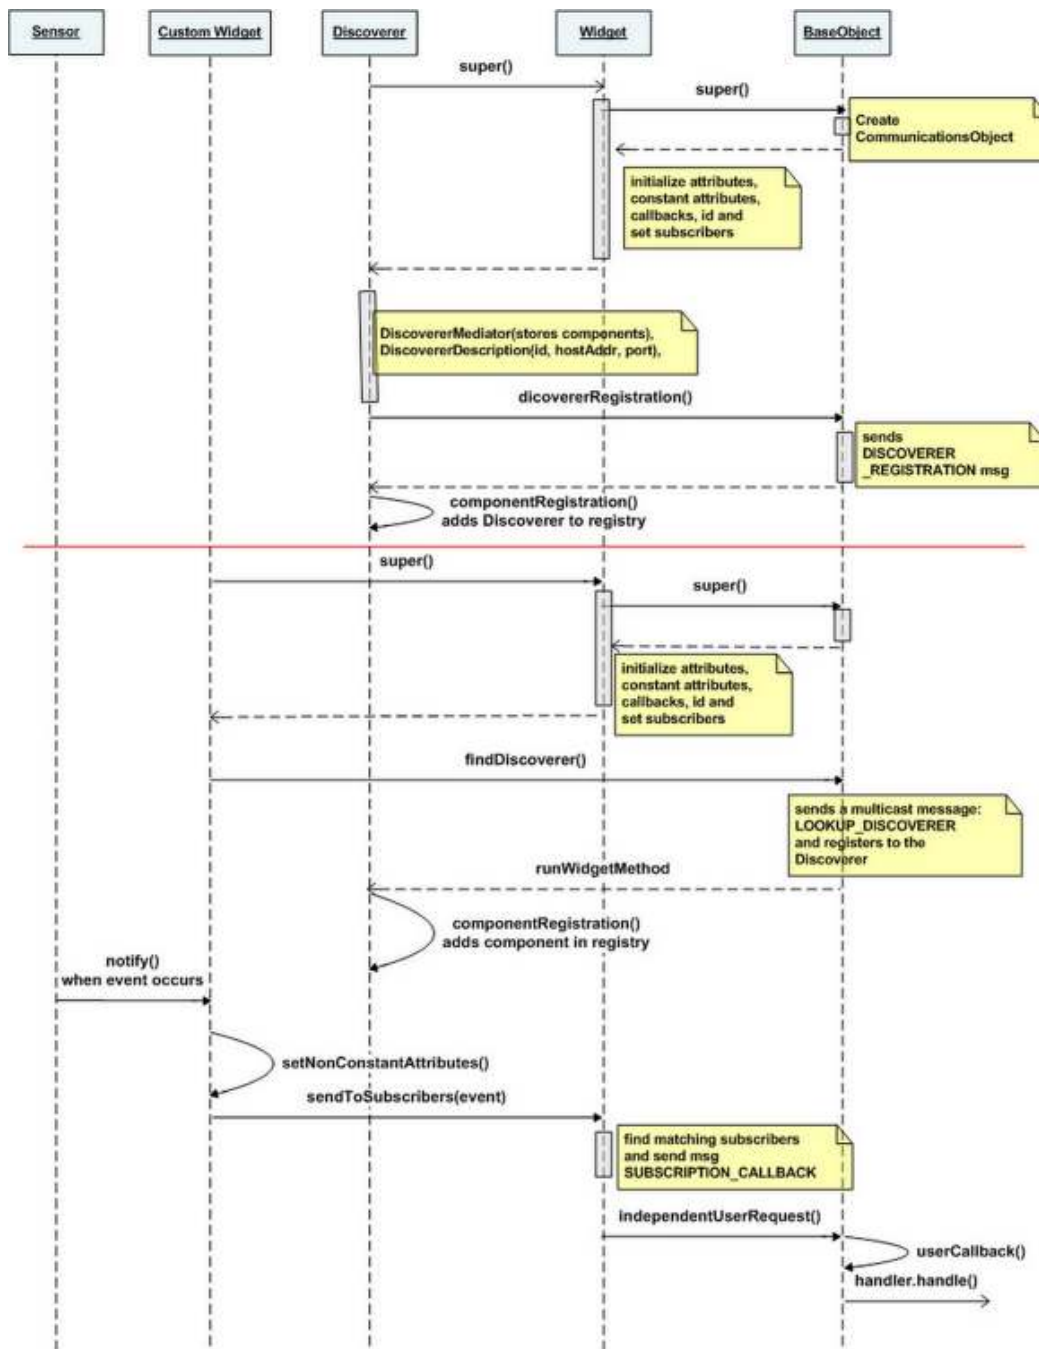 Sensor
Custom Widget
Discoverer
Widget
BaseObject
super()
super()
Create
CommunicationsObject
initialize attributes,
constant attributes,
callbacks, id and
set subscribers
DiscovererMediator(stores components),
DiscovererDescription(id, hostAddr, port),
dicovererRegistration()
sends
DISCOVERER
_REGISTRATION msg
componentRegistration()
adds Discoverer to registry
super()
super()
initialize attributes,
constant attributes,
callbacks, id and
set subscribers
findDiscoverer()
sends a multicast message:
LOOKUP_DISCOVERER
and registers to the
Discoverer
runWidgetMethod
componentRegistration()
adds component in registry
notify()
when event occurs
setNonConstantAttributes()
sendToSubscribers(event)
find matching subscribers
and send msg
SUBSCRIPTION_CALLBACK
independentUserRequest()
userCallback()
handler.handle()